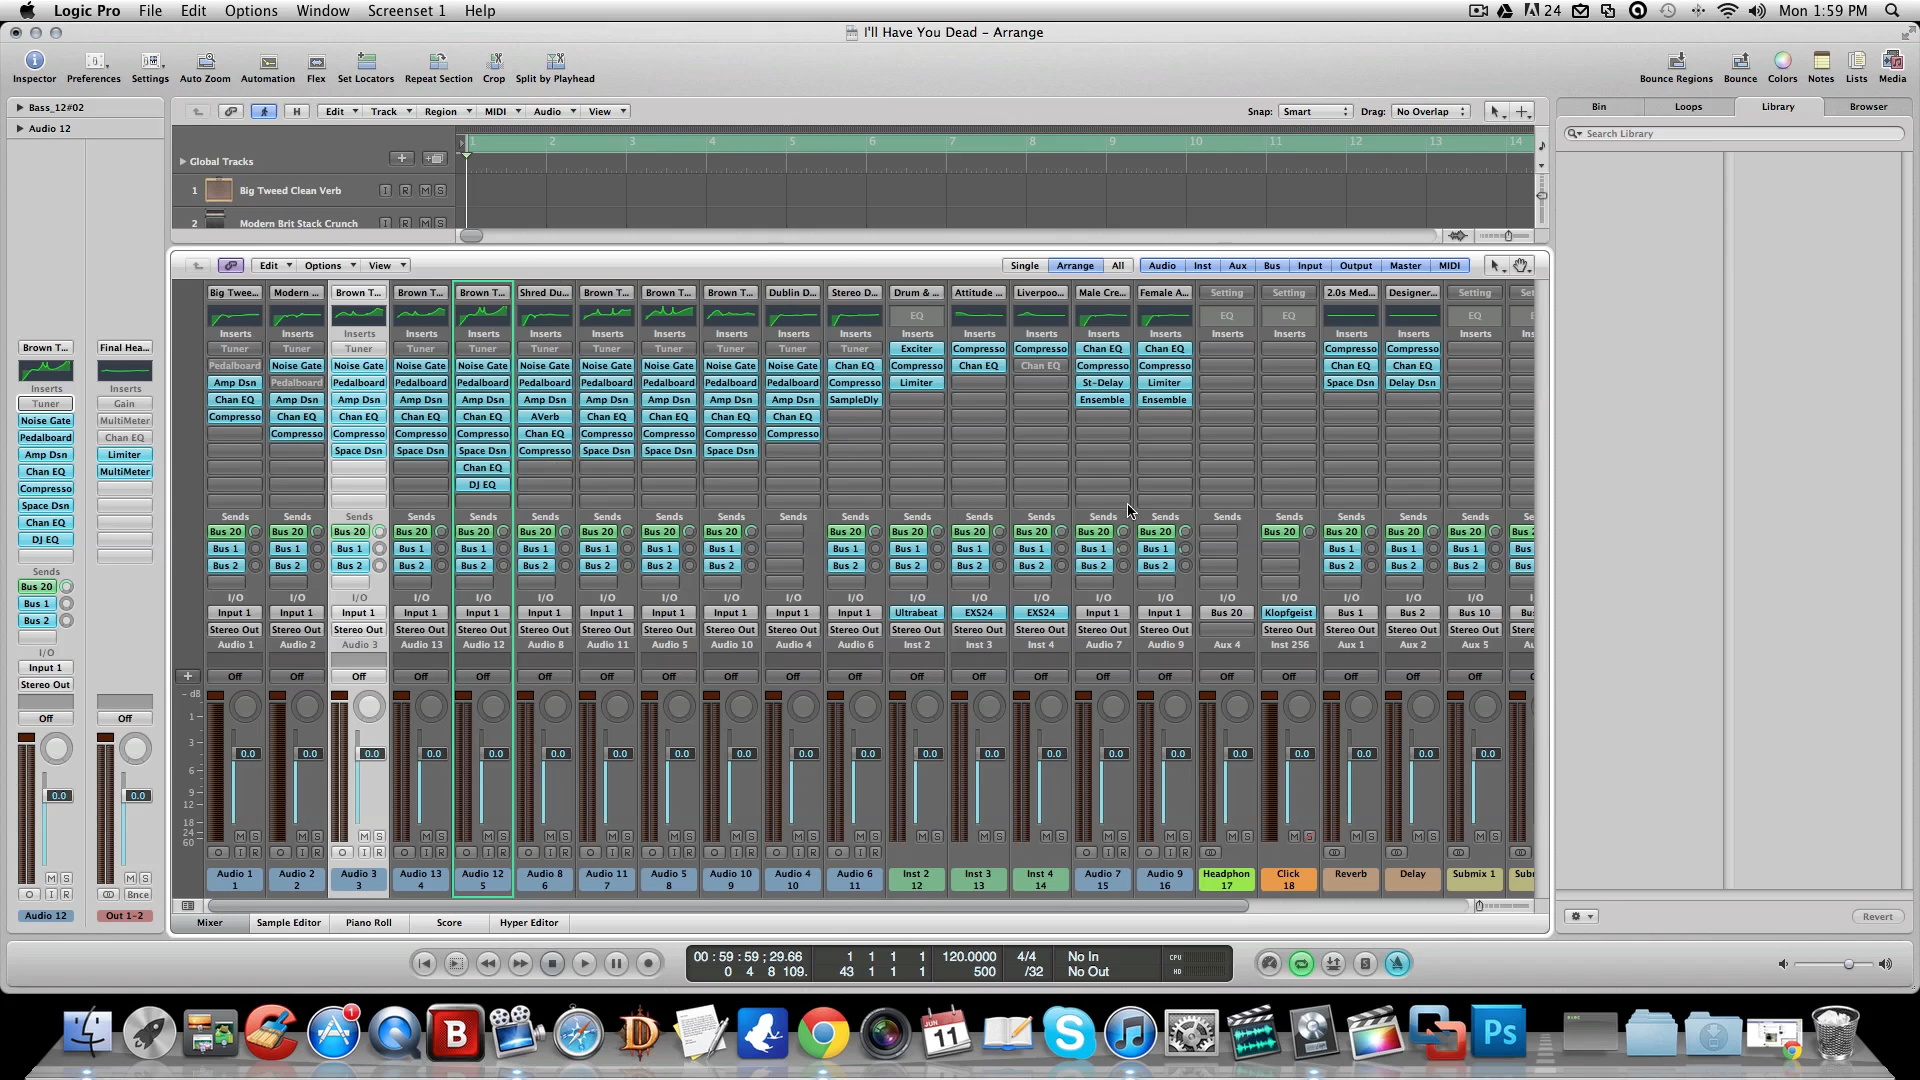 Logic Pro File Edit Options Window Screenset 1 Help 24 Mon 1:59 PM
I'll Have You Dead – Arrange
Inspector Preferences Settings Auto Zoom Automation Flex Set Locators Repeat Section Crop Split by Playhead Bounce Regions Bounce Colors Notes Lists Media
Bass_12#02
H Edit Track Region MIDI Audio View Snap: Smart Drag: No Overlap
Bin Loops Library Browser
Audio 12
Search Library
1 2 3 4 5 6 7 8 9 10 11 12 13 14
Global Tracks
1 Big Tweed Clean Verb I R M S
2 Modern Brit Stack Crunch I R M S
Edit Options View Single Arrange All Audio Inst Aux Bus Input Output Master MIDI
Big Twee... Modern ... Brown T... Brown T... Brown T... Shred Du... Brown T... Brown T... Brown T... Dublin D... Stereo D... Drum & ... Attitude ... Liverpoo... Male Cre... Female A... Setting Setting 2.0s Med... Designer... Setting Set
EQ EQ EQ EQ
Inserts Inserts Inserts Inserts Inserts Inserts Inserts Inserts Inserts Inserts Inserts Inserts Inserts Inserts Inserts Inserts Inserts Inserts Inserts Inserts Inserts
Tuner Tuner Tuner Tuner Tuner Tuner Tuner Tuner Tuner Tuner Tuner Exciter Compresso Compresso Chan EQ Chan EQ Compresso Compresso
Pedalboard Noise Gate Noise Gate Noise Gate Noise Gate Noise Gate Noise Gate Noise Gate Noise Gate Noise Gate Chan EQ Compresso Chan EQ Chan EQ Compresso Compresso Chan EQ Chan EQ
Amp Dsn Pedalboard Pedalboard Pedalboard Pedalboard Pedalboard Pedalboard Pedalboard Pedalboard Pedalboard Compresso Limiter St-Delay Limiter Space Dsn Delay Dsn
Chan EQ Amp Dsn Amp Dsn Amp Dsn Amp Dsn Amp Dsn Amp Dsn Amp Dsn Amp Dsn Amp Dsn SampleDly Ensemble Ensemble
Compresso Chan EQ Chan EQ Chan EQ Chan EQ AVerb Chan EQ Chan EQ Chan EQ Chan EQ
Compresso Compresso Compresso Compresso Chan EQ Compresso Compresso Compresso Compresso
Space Dsn Space Dsn Space Dsn Compresso Space Dsn Space Dsn Space Dsn
Chan EQ
DJ EQ
Sends Sends Sends Sends Sends Sends Sends Sends Sends Sends Sends Sends Sends Sends Sends Sends Sends Sends Sends Sends Sends
Bus 20 Bus 20 Bus 20 Bus 20 Bus 20 Bus 20 Bus 20 Bus 20 Bus 20 Bus 20 Bus 20 Bus 20 Bus 20 Bus 20 Bus 20 Bus 20 Bus 20 Bus 20 Bus 20
Bus 1 Bus 1 Bus 1 Bus 1 Bus 1 Bus 1 Bus 1 Bus 1 Bus 1 Bus 1 Bus 1 Bus 1 Bus 1 Bus 1 Bus 1 Bus 1 Bus 1 Bus 1
Bus 2 Bus 2 Bus 2 Bus 2 Bus 2 Bus 2 Bus 2 Bus 2 Bus 2 Bus 2 Bus 2 Bus 2 Bus 2 Bus 2 Bus 2 Bus 2 Bus 2 Bus 2
I/O I/O I/O I/O I/O I/O I/O I/O I/O I/O I/O I/O I/O I/O I/O I/O I/O I/O I/O I/O I/O
Input 1 Input 1 Input 1 Input 1 Input 1 Input 1 Input 1 Input 1 Input 1 Input 1 Input 1 Ultrabeat EXS24 EXS24 Input 1 Input 1 Bus 20 Klopfgeist Bus 1 Bus 2 Bus 10
Stereo Out Stereo Out Stereo Out Stereo Out Stereo Out Stereo Out Stereo Out Stereo Out Stereo Out Stereo Out Stereo Out Stereo Out Stereo Out Stereo Out Stereo Out Stereo Out Stereo Out Stereo Out Stereo Out Stereo Out
Audio 1 Audio 2 Audio 3 Audio 13 Audio 12 Audio 8 Audio 11 Audio 5 Audio 10 Audio 4 Audio 6 Inst 2 Inst 3 Inst 4 Audio 7 Audio 9 Aux 4 Inst 256 Aux 1 Aux 2 Aux 5
Off Off Off Off Off Off Off Off Off Off Off Off Off Off Off Off Off Off Off Off Off
- dB
1
3
0.0 0.0 0.0 0.0 0.0 0.0 0.0 0.0 0.0 0.0 0.0 0.0 0.0 0.0 0.0 0.0 0.0 0.0 0.0 0.0 0.0
6
9
12
18
24
60
Audio 1 Audio 2 Audio 3 Audio 13 Audio 12 Audio 8 Audio 11 Audio 5 Audio 10 Audio 4 Audio 6 Inst 2 Inst 3 Inst 4 Audio 7 Audio 9 Headphon Click Reverb Delay Submix 1 Subn
1 2 3 4 5 6 7 8 9 10 11 12 13 14 15 16 17 18
Brown T... Final Hea...
Inserts Inserts
Tuner Gain
Noise Gate MultiMeter
Pedalboard Chan EQ
Amp Dsn Limiter
Chan EQ MultiMeter
Compresso
Space Dsn
Chan EQ
DJ EQ
Sends
Bus 20
Bus 1
Bus 2
I/O
Input 1
Stereo Out
Off Off
0.0 0.0
M S M S
I R Bnce
Audio 12 Out 1-2
Mixer Sample Editor Piano Roll Score Hyper Editor
Revert
00 : 59 : 59 ; 29.66 1 1 1 1 120.0000 4/4 No In CPU
0 4 8 109. 43 1 1 1 500 /32 No Out HD
1 B JUN 11 S Ps